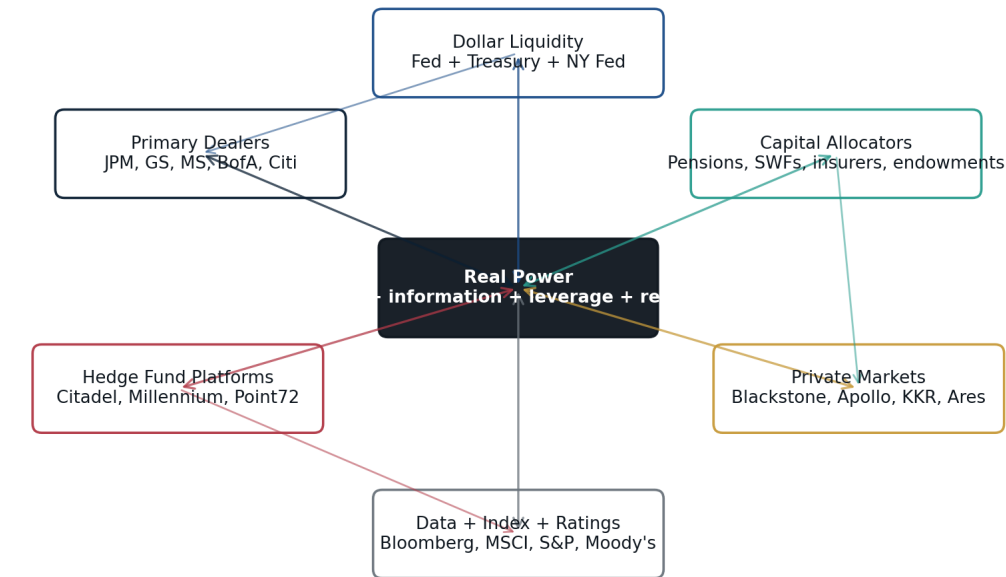 Dollar Liquidity
Fed + Treasury + NY Fed
Primary Dealers
JPM, GS, MS, BofA, Citi
Capital Allocators
Pensions, SWFs, insurers, endowments
Real Power
+ information + leverage + re
Hedge Fund Platforms
Citadel, Millennium, Point72
Private Markets
Blackstone, Apollo, KKR, Ares
Data + Index + Ratings
Bloomberg, MSCI, S&P, Moody's